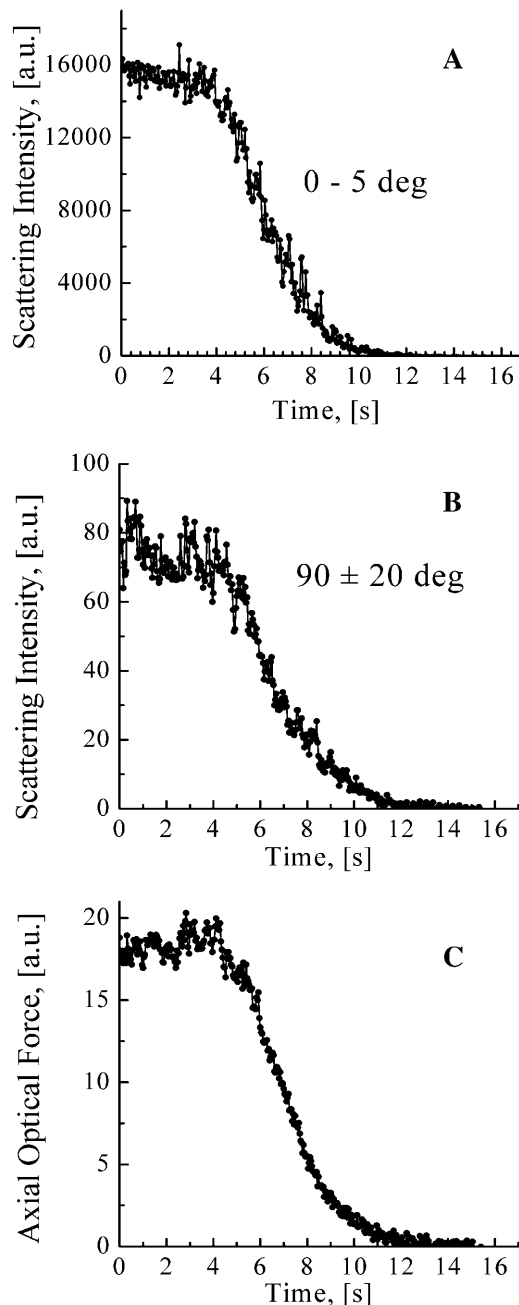 A
Scattering Intensity, [a.u.]
16000
12000
8000
4000
0
0 - 5 deg
0 2 4 6 8 10 12 14 16
Time, [s]
B
Scattering Intensity, [a.u.]
100
80
60
40
20
0
90 ± 20 deg
0 2 4 6 8 10 12 14 16
Time, [s]
C
Axial Optical Force, [a.u.]
20
15
10
5
0
0 2 4 6 8 10 12 14 16
Time, [s]